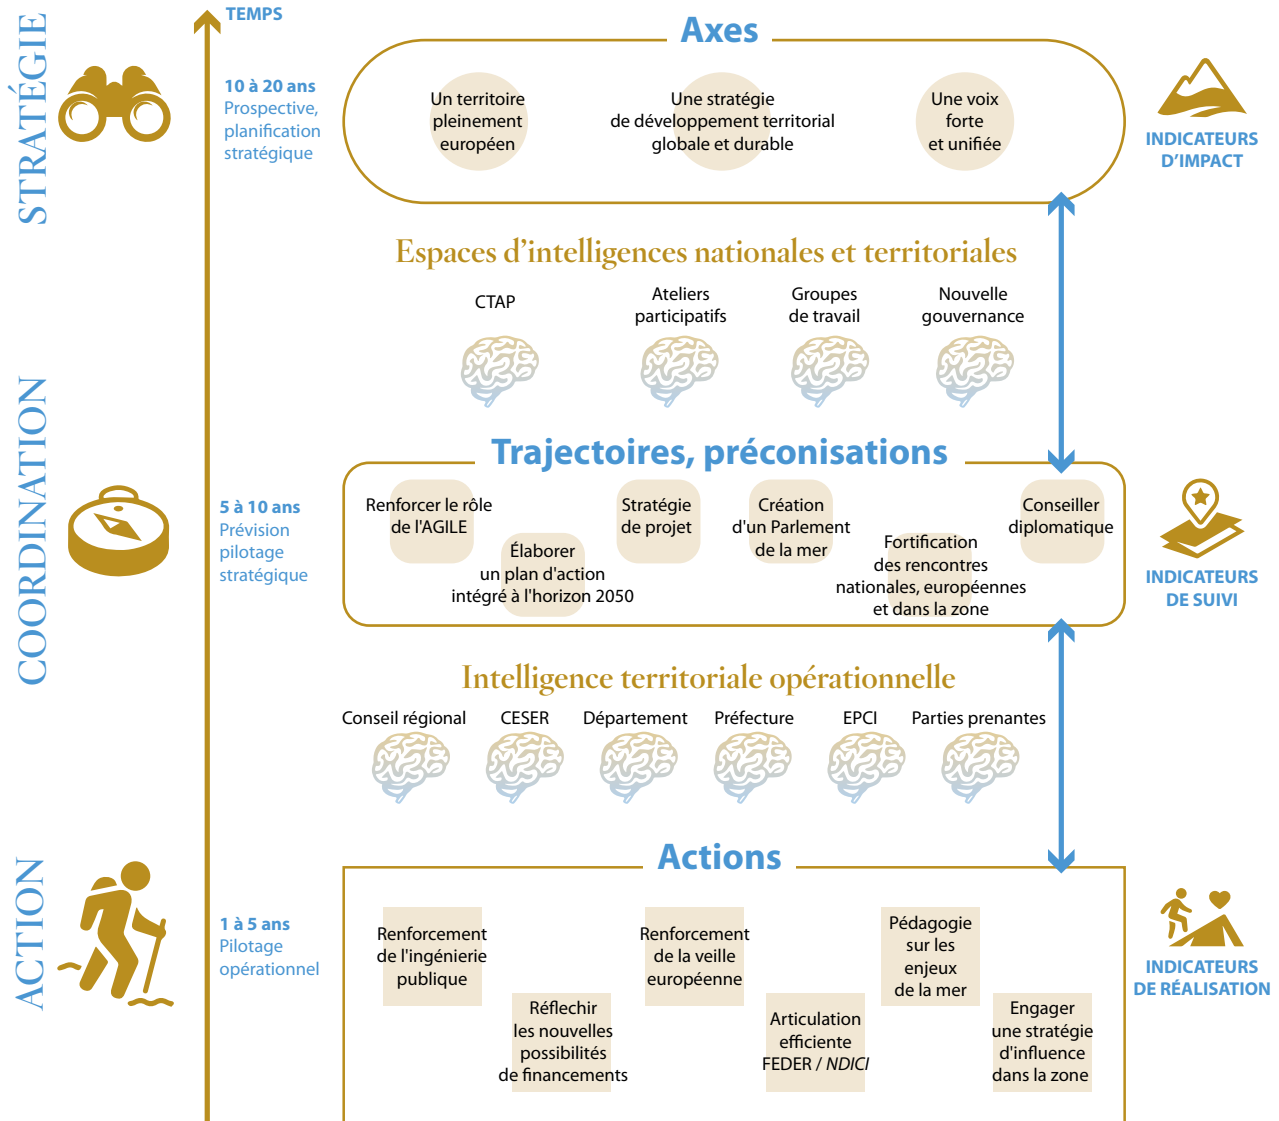 STRATÉGIE
TEMPS
10 à 20 ans
Prospective,
planification
stratégique
Axes
Un territoire
pleinement
européen
Une stratégie
de développement territorial
globale et durable
Une voix
forte
et unifiée
INDICATEURS
D'IMPACT
Espaces d'intelligences nationales et territoriales
CTAP
Ateliers
participatifs
Groupes
de travail
Nouvelle
gouvernance
COORDINATION
5 à 10 ans
Prévision
pilotage
stratégique
Trajectoires, préconisations
Renforcer le rôle
de l'AGILE
Élaborer
un plan d'action
intégré à l'horizon 2050
Stratégie
de projet
Création
d'un Parlement
de la mer
Fortification
des rencontres
nationales, européennes
et dans la zone
Conseiller
diplomatique
INDICATEURS
DE SUIVI
Intelligence territoriale opérationnelle
Conseil régional
CESER
Département
Préfecture
EPCI
Parties prenantes
ACTION
1 à 5 ans
Pilotage
opérationnel
Actions
Renforcement
de l'ingénierie
publique
Réflechir
les nouvelles
possibilités
de financements
Renforcement
de la veille
européenne
Articulation
efficiente
FEDER / NDICI
Pédagogie
sur les
enjeux
de la mer
Engager
une stratégie
d'influence
dans la zone
INDICATEURS
DE RÉALISATION